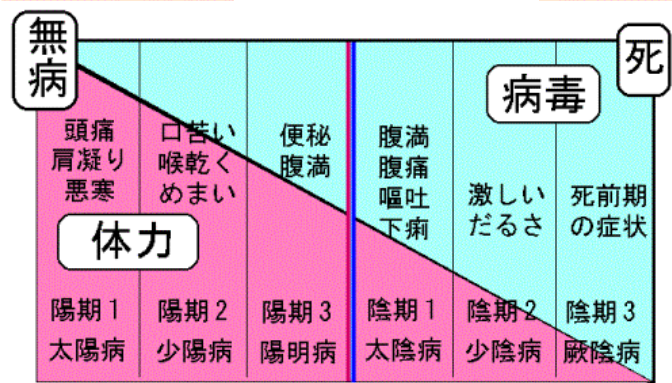 無病
死
病毒
頭痛
肩凝り
悪寒
口苦い
喉乾く
めまい
便秘
腹満
腹満
腹痛
嘔吐
下痢
激しい
だるさ
死前期
の症状
体力
陽期1
太陽病
陽期2
少陽病
陽期3
陽明病
陰期1
太陰病
陰期2
少陰病
陰期3
厥陰病